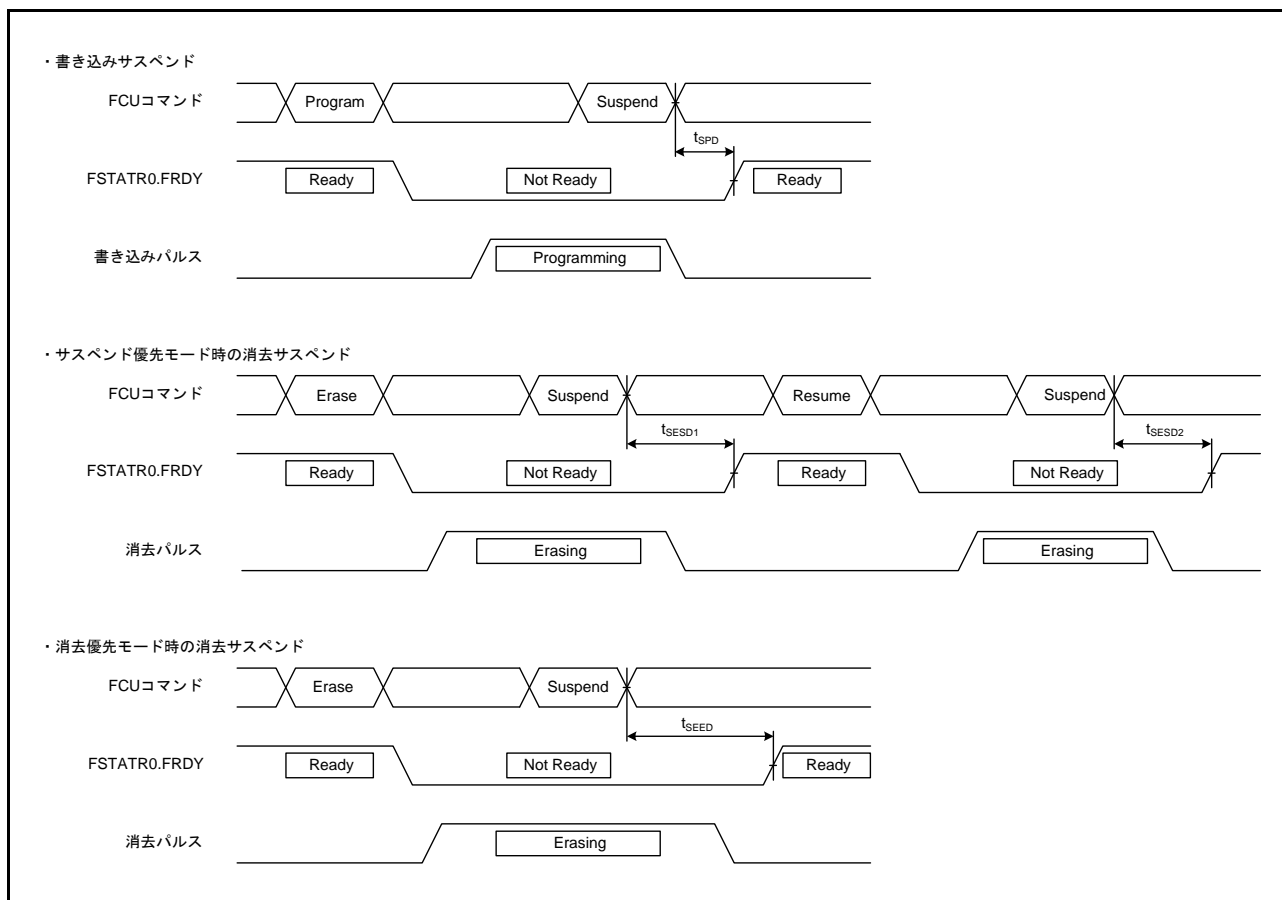 ・書き込みサスペンド
FCUコマンド Program Suspend
tSPD
FSTATR0.FRDY Ready Not Ready Ready
書き込みパルス Programming
・サスペンド優先モード時の消去サスペンド
FCUコマンド Erase Suspend Resume Suspend
tSESD1 tSESD2
FSTATR0.FRDY Ready Not Ready Ready Not Ready
消去パルス Erasing Erasing
・消去優先モード時の消去サスペンド
FCUコマンド Erase Suspend
tSEED
FSTATR0.FRDY Ready Not Ready Ready
消去パルス Erasing